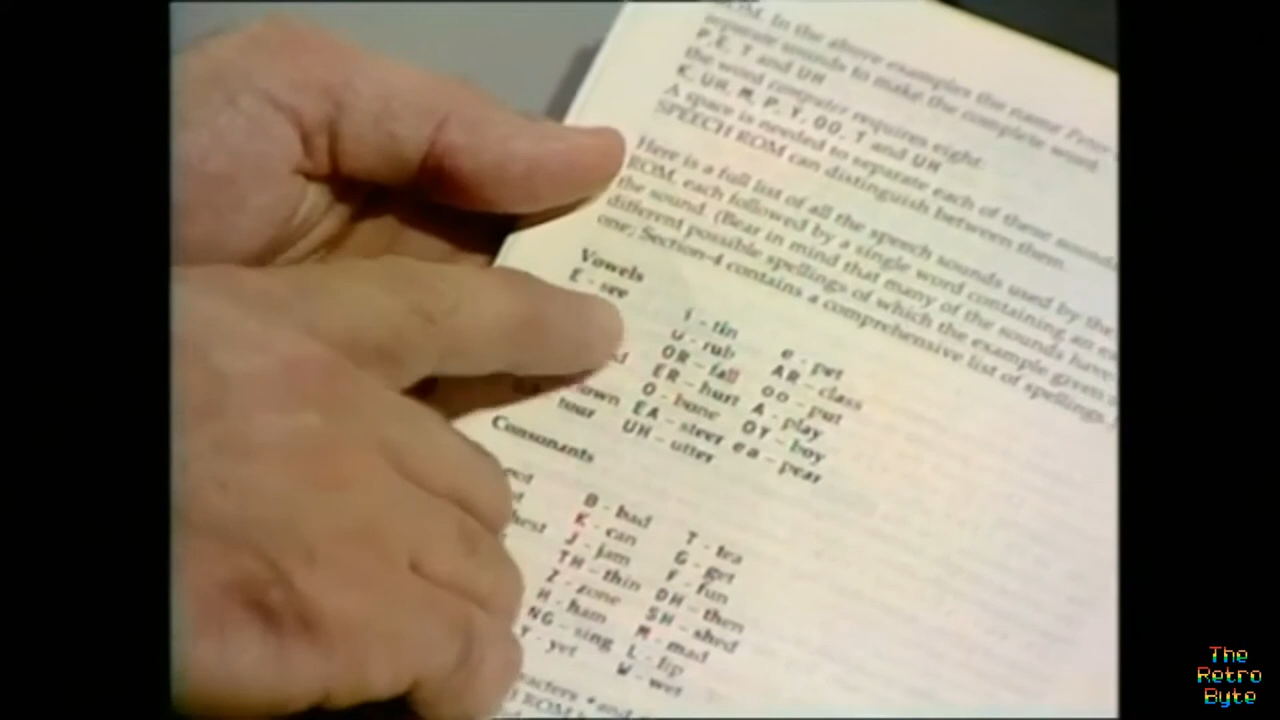 ROM. In the above examples the name Peter
separate sounds to make the complete word
P, E, T and UH
the word computer requires eight:
K, UH, M, P, Y, OO, T and UH
A space is needed to separate each of these sounds
SPEECH ROM can distinguish between them.
Here is a full list of all the speech sounds used by the
ROM, each followed by a single word containing an
the sound. (Bear in mind that many of the sounds have
different possible spellings of which the example given
one; Section 4 contains a comprehensive list of spellings.)
Vowels
E - see i - tin e - pet
U - rub AR - class
OR - fall oo - put
ER - hurt A - play
O - bone OY - boy
own EA - steer ea - pear
tour UH - utter
Consonants
B - bad T - tea
K - can G - get
J - jam F - fun
TH - thin DH - then
Z - zone SH - shed
H - ham M - mad
NG - sing L - lip
Y - yet W - wet
The
Retro
Byte